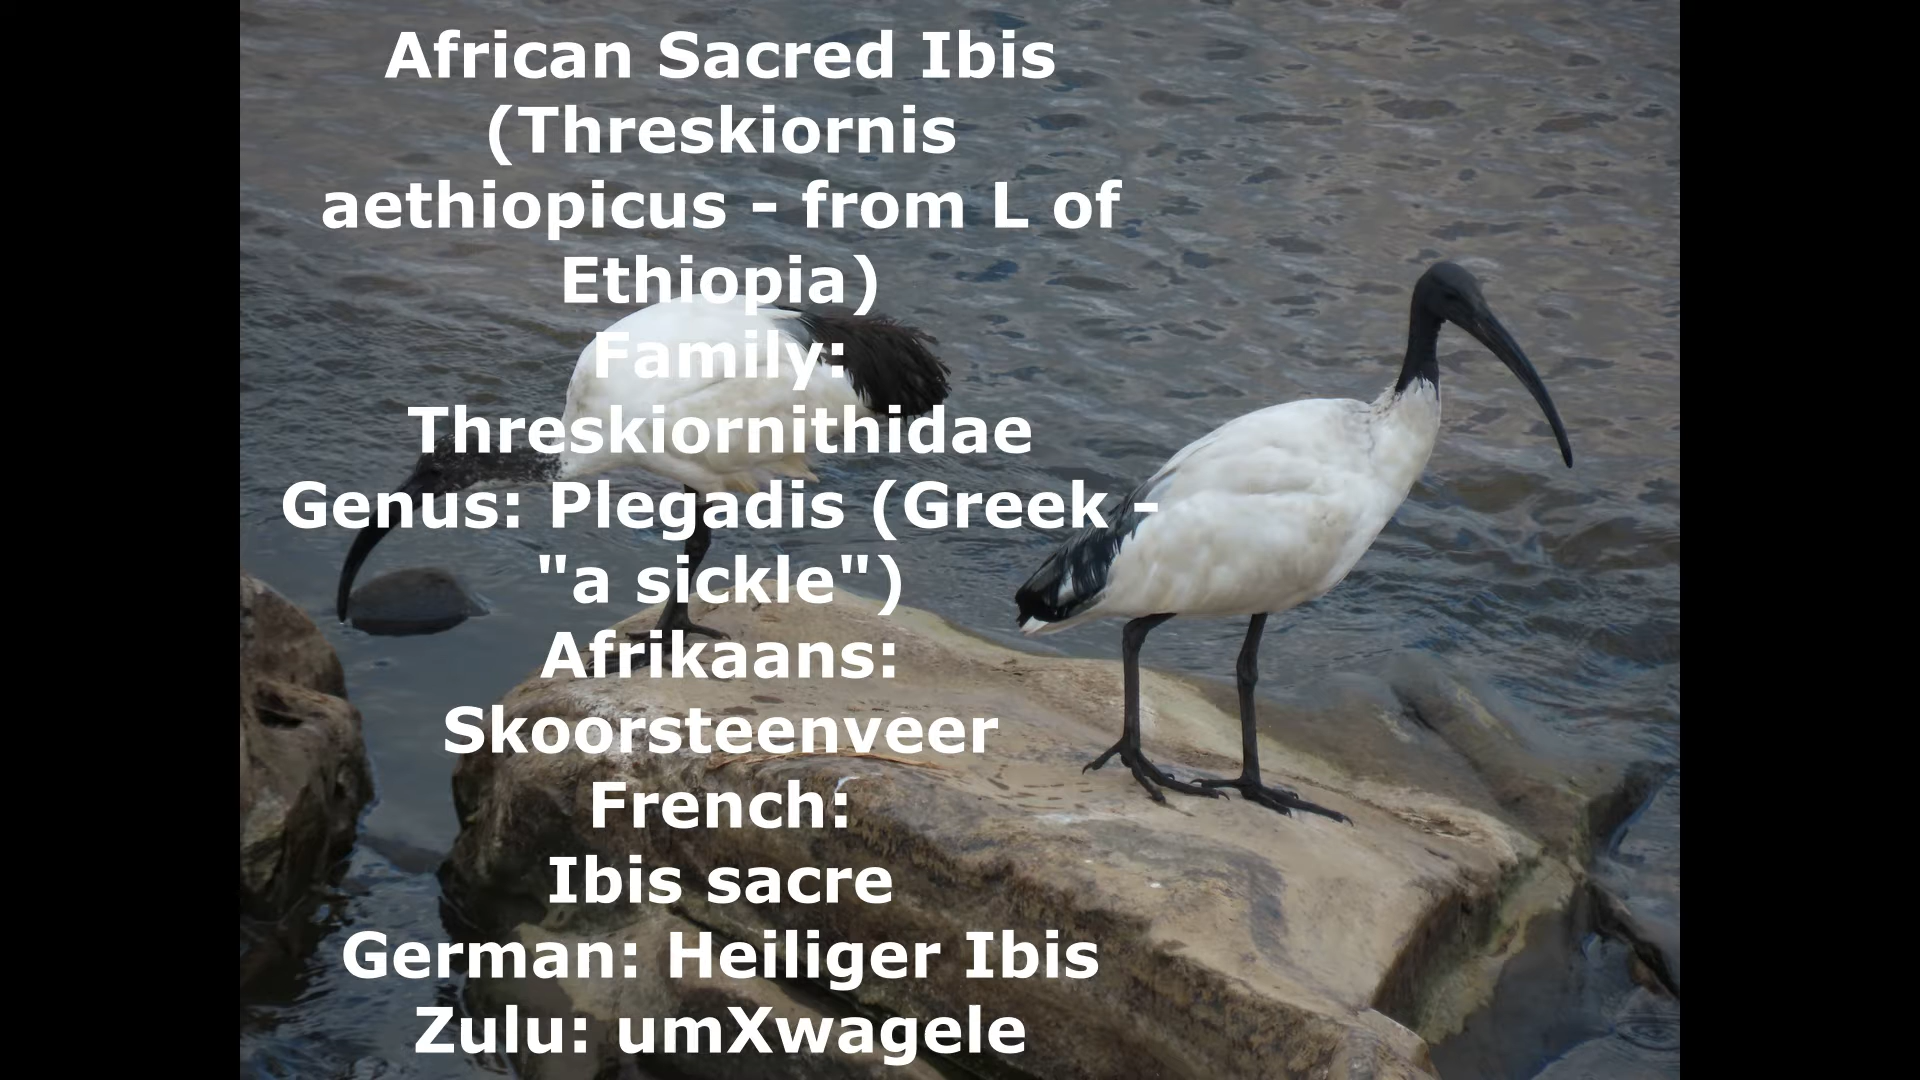 African Sacred Ibis
(Threskiornis
aethiopicus - from L of
Ethiopia)
Family:
Threskiornithidae
Genus: Plegadis (Greek -
"a sickle")
Afrikaans:
Skoorsteenveer
French:
Ibis sacre
German: Heiliger Ibis
Zulu: umXwagele